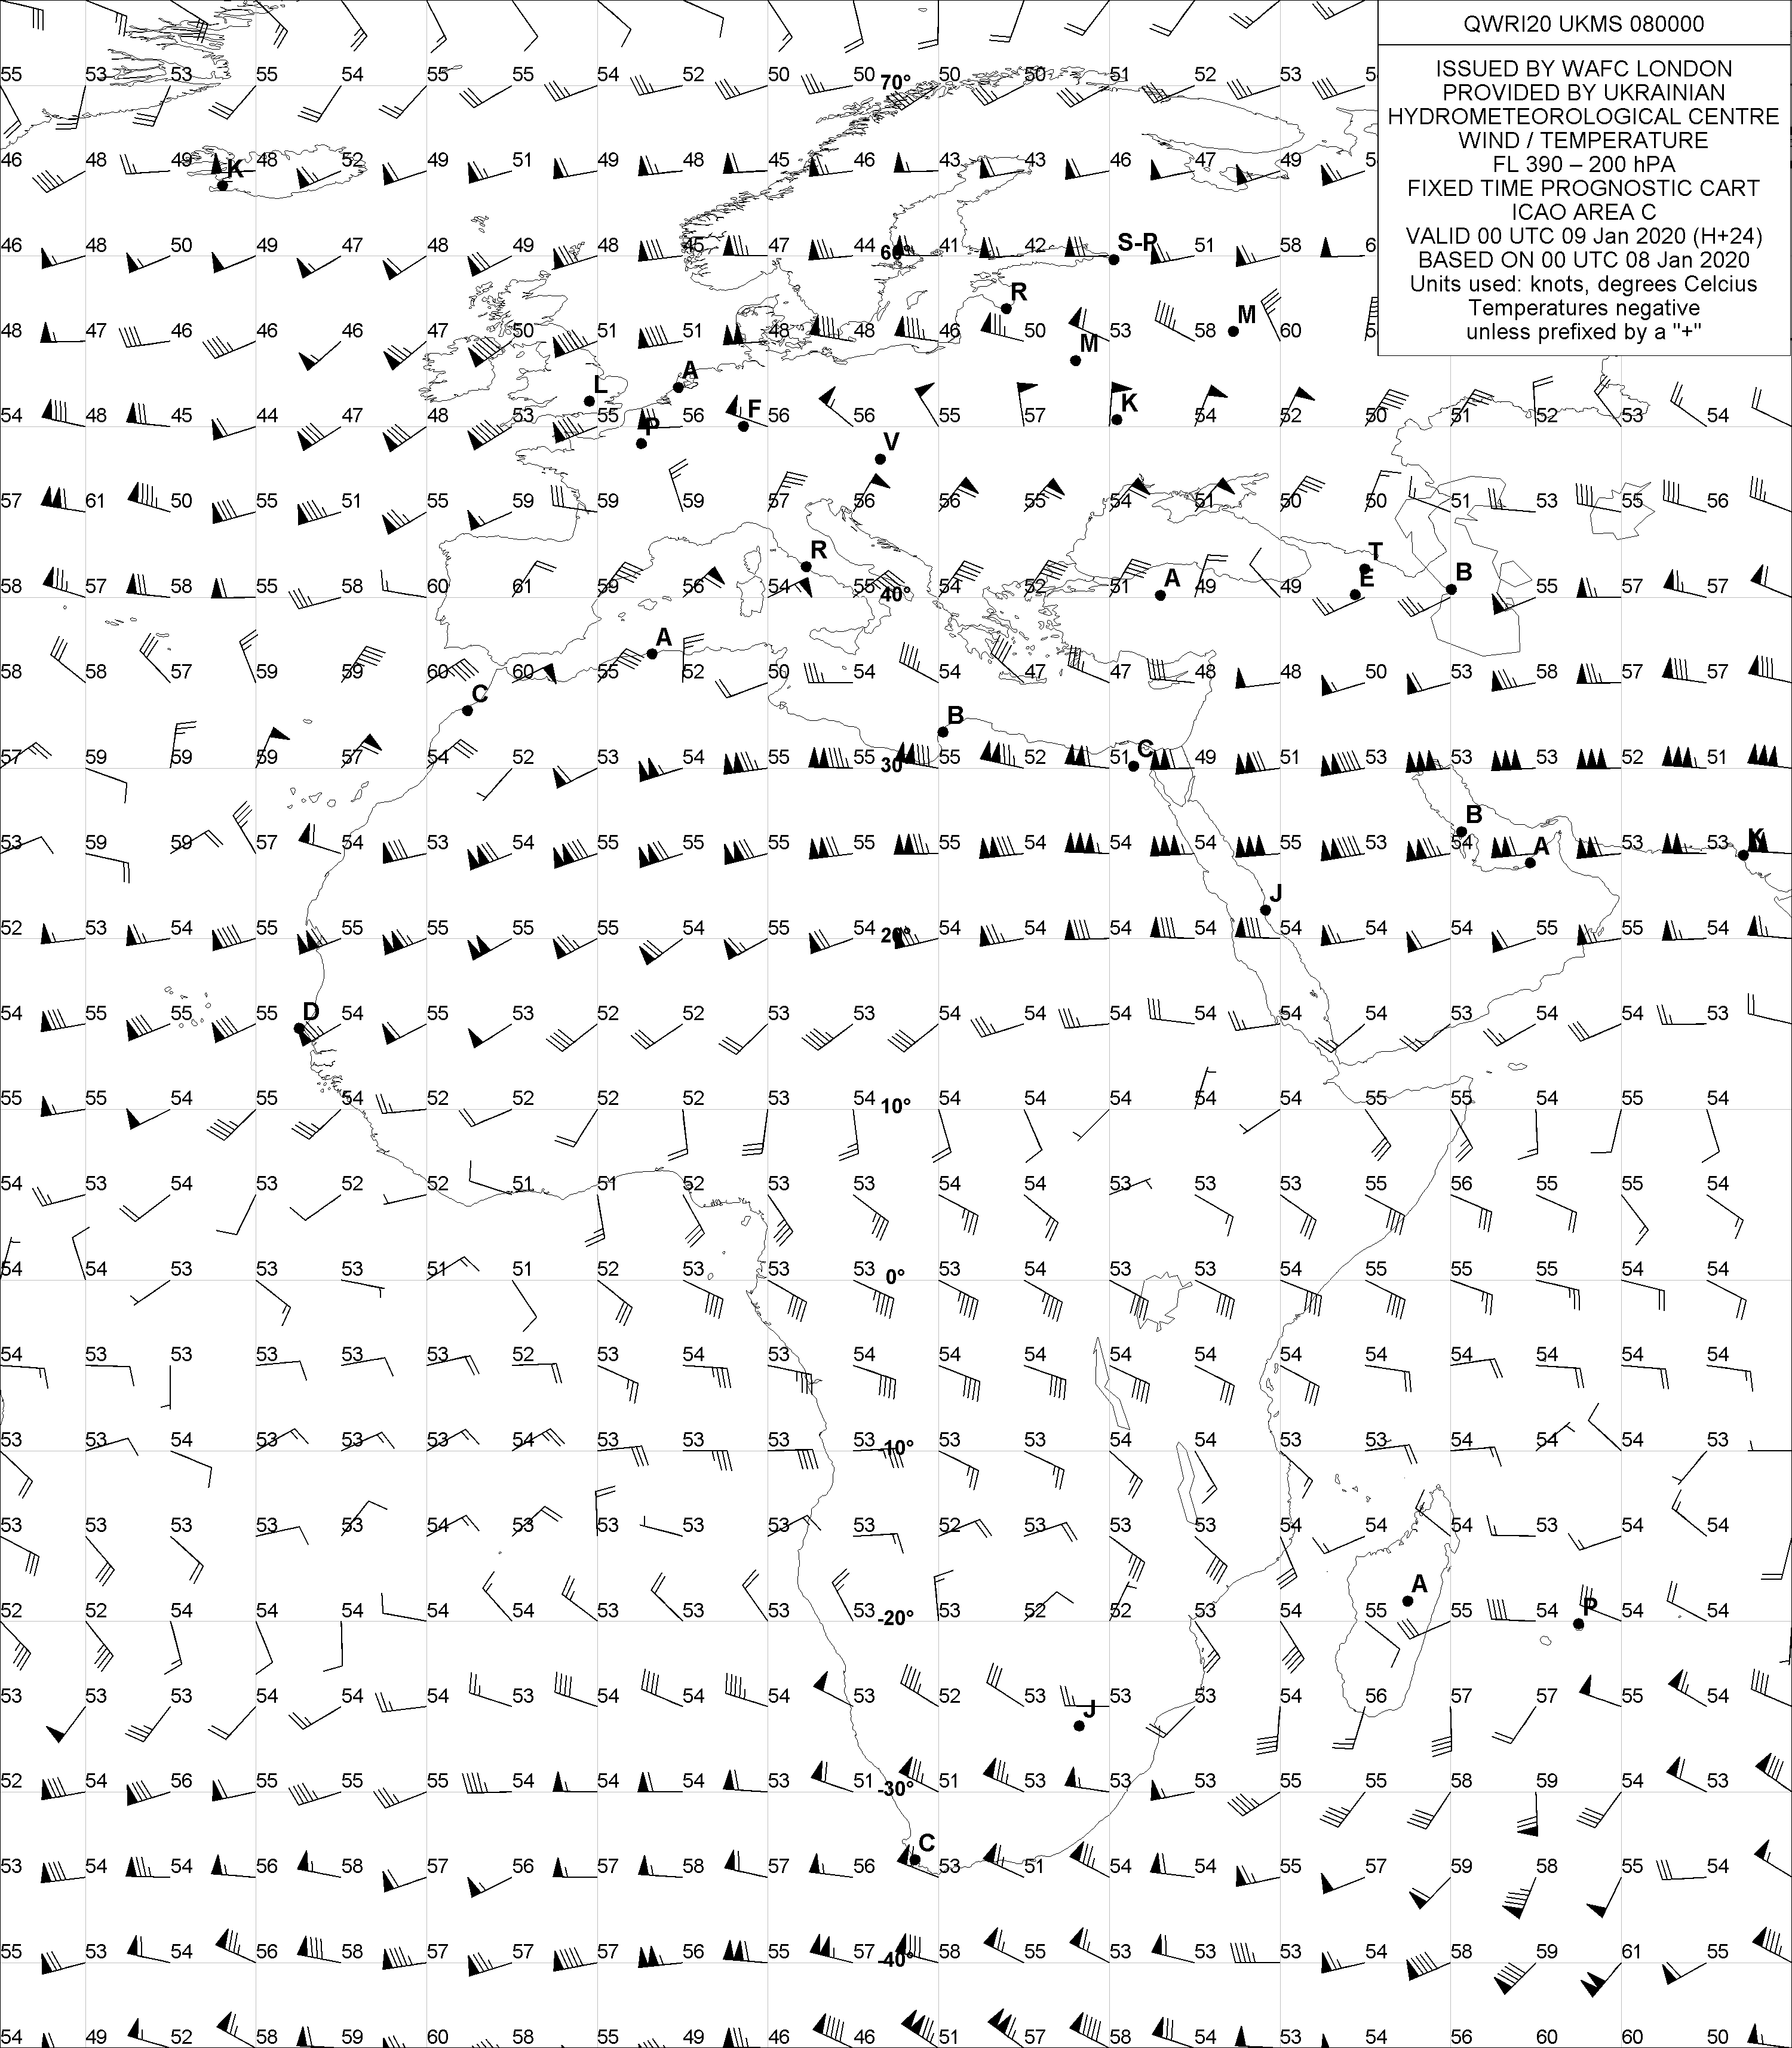 QWRI20 UKMS 080000
ISSUED BY WAFC LONDON
PROVIDED BY UKRAINIAN
HYDROMETEOROLOGICAL CENTRE
WIND / TEMPERATURE
FL 390 – 200 hPA
FIXED TIME PROGNOSTIC CART
ICAO AREA C
VALID 00 UTC 09 Jan 2020 (H+24)
BASED ON 00 UTC 08 Jan 2020
Units used: knots, degrees Celcius
Temperatures negative
unless prefixed by a "+"
55 53 53 55 54 55 55 54 52 50 50 70° 50 50 51 52 53 5
46 48 49 K 48 52 49 51 49 48 45 46 43 43 46 47 49 5
46 48 50 49 47 48 49 48 45 47 44 60° 41 42 S-P 51 58 6
R M
48 47 46 46 46 47 50 51 51 48 48 46 50 53 58 60 5
M
L A
54 48 45 44 47 48 53 55 56 F 56 56 55 57 K 54 52 50 51 52 53 54
P V
57 61 50 55 51 55 59 59 59 57 56 56 55 54 51 50 50 51 53 55 56
R T
58 57 58 55 58 60 61 59 56 54 55 40° 54 52 51 A 49 49 E B 55 57 57
A
58 58 57 59 59 60 60 55 52 50 54 54 47 47 48 48 50 53 58 57 57
C B
57 59 59 59 57 54 52 53 54 55 55 30° 55 52 51 C 49 51 53 53 53 52 51
B
53 59 59 57 54 53 54 54 55 55 55 55 54 54 54 55 53 54 A 53 53 K
J
52 53 54 55 55 55 55 55 54 55 54 20° 54 54 54 54 54 54 54 55 55 54
54 55 55 55 D 54 55 53 52 52 53 53 54 54 54 54 54 54 53 54 54 53
55 55 54 55 54 52 52 52 52 53 54 10° 54 54 54 54 54 55 55 54 55 54
54 53 54 53 52 52 51 51 52 53 53 54 54 53 53 53 55 56 55 55 54
54 54 53 53 53 51 51 52 53 53 53 0° 53 54 53 53 54 55 55 55 54 54
54 53 53 53 53 53 52 53 54 53 54 54 54 54 54 54 54 54 54 54 54
53 53 54 53 53 53 54 53 53 53 53 -10° 53 53 54 54 53 53 54 54 54 53
53 53 53 53 53 54 53 53 53 53 53 52 53 53 53 54 54 54 53 54 54
A
52 52 54 54 54 54 54 53 53 53 53 -20° 53 52 52 53 54 55 55 54 P 54 54
53 53 53 54 54 54 53 54 54 54 53 52 53 53 53 54 56 57 57 55 54
J
52 54 56 55 55 55 54 54 54 53 51 -30° 51 53 53 53 55 55 58 59 54 53
C
53 54 54 56 58 57 56 57 58 57 56 53 51 54 54 55 57 59 58 55 54
55 53 54 56 58 57 57 57 56 55 57 -40° 58 55 53 53 53 54 58 59 61 55
54 49 52 58 59 60 58 55 49 46 46 51 57 58 54 53 54 56 60 60 50